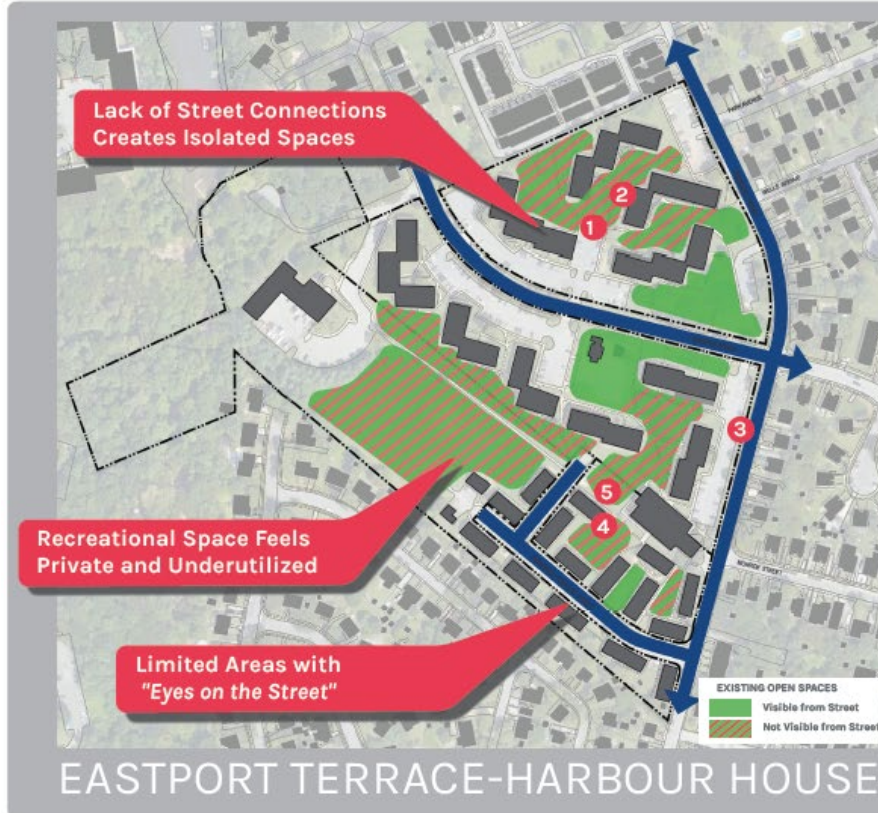 Lack of Street Connections
Creates Isolated Spaces
2
1
3
5
4
Recreational Space Feels
Private and Underutilized
MONROE STREET
Limited Areas with
"Eyes on the Street"
EXISTING OPEN SPACES
Visible from Street
Not Visible from Street
EASTPORT TERRACE-HARBOUR HOUSE